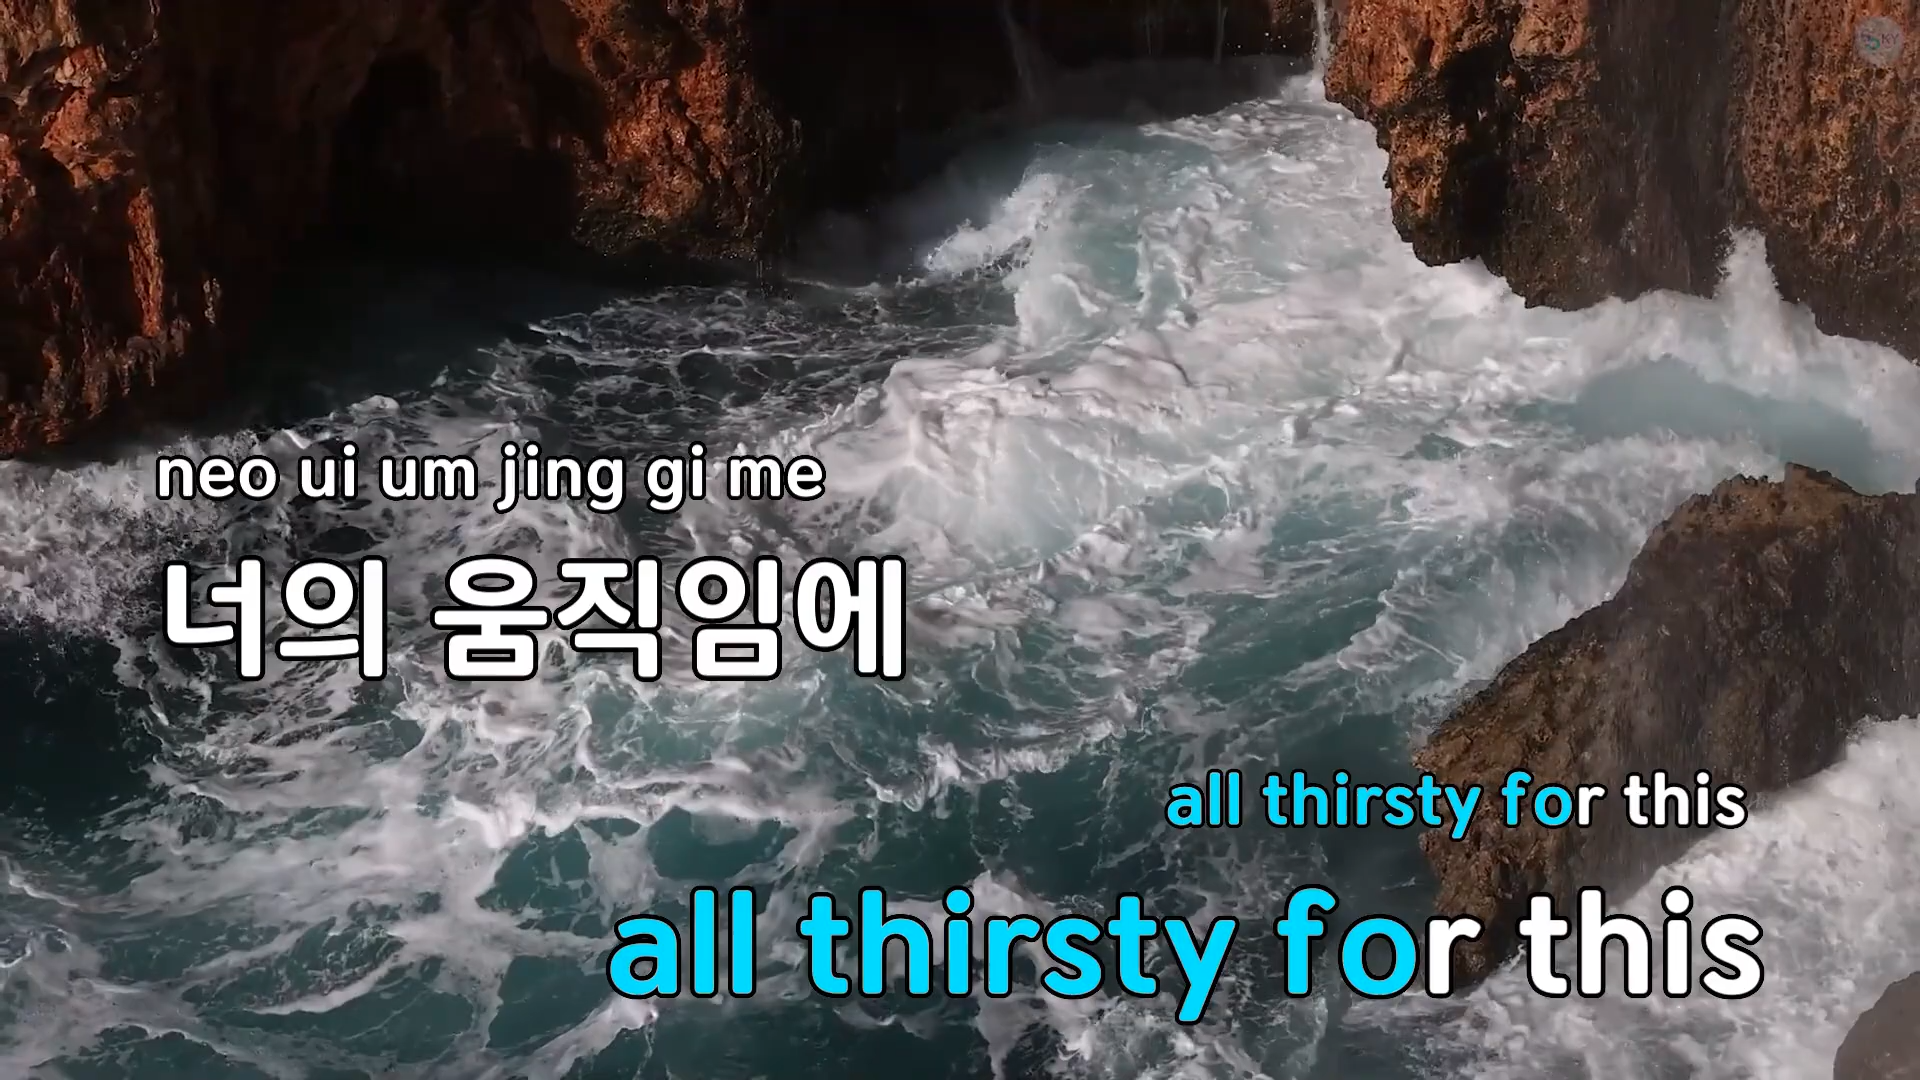 neo ui um jing gi me
너의 움직임에
all thirsty for this
all thirsty for this